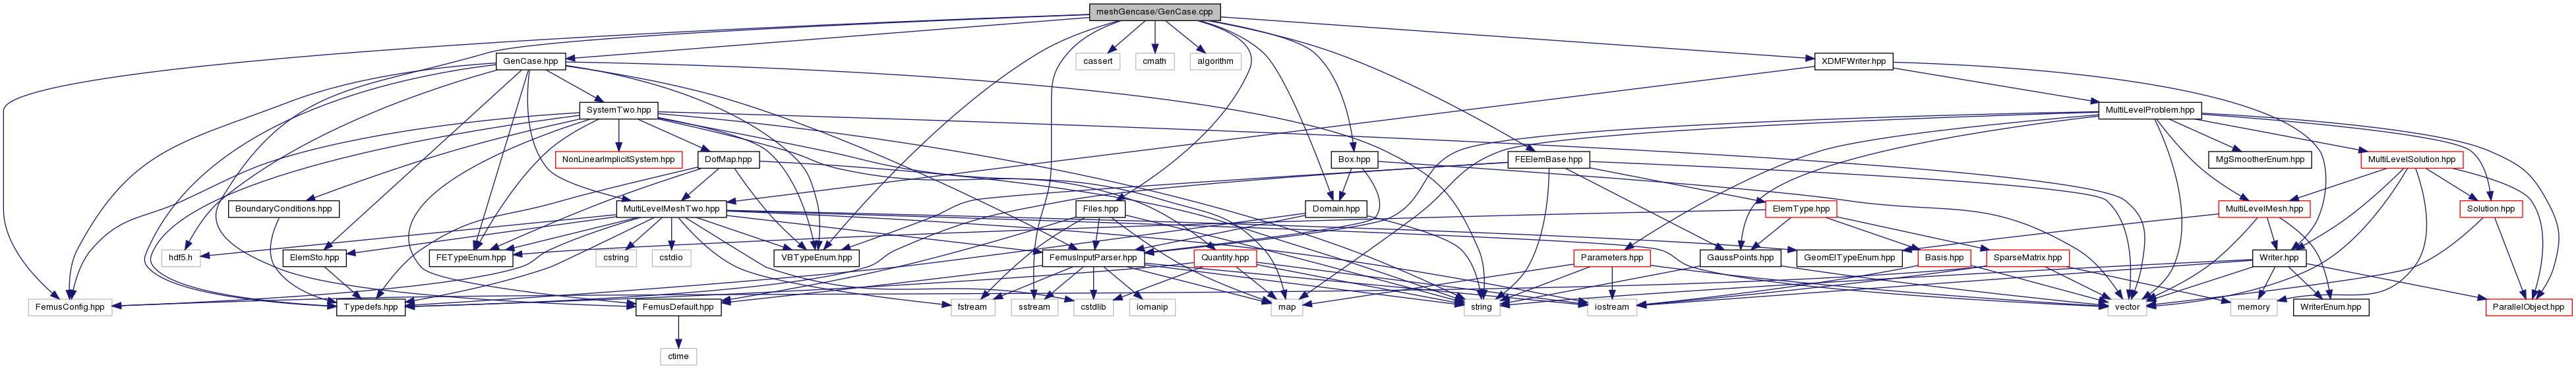 meshGencase/GenCase.cpp
GenCase.hpp
cassert
cmath
algorithm
XDMFWriter.hpp
SystemTwo.hpp
MultiLevelProblem.hpp
NonLinearImplicitSystem.hpp
DofMap.hpp
Box.hpp
FEElemBase.hpp
MgSmootherEnum.hpp
MultiLevelSolution.hpp
BoundaryConditions.hpp
MultiLevelMeshTwo.hpp
Files.hpp
Domain.hpp
ElemType.hpp
MultiLevelMesh.hpp
Solution.hpp
hdf5.h
ElemSto.hpp
FETypeEnum.hpp
cstring
cstdio
VBTypeEnum.hpp
FemusInputParser.hpp
Quantity.hpp
Parameters.hpp
GaussPoints.hpp
GeomElTypeEnum.hpp
Basis.hpp
SparseMatrix.hpp
Writer.hpp
FemusConfig.hpp
Typedefs.hpp
FemusDefault.hpp
fstream
sstream
cstdlib
iomanip
map
string
iostream
vector
memory
WriterEnum.hpp
ParallelObject.hpp
ctime